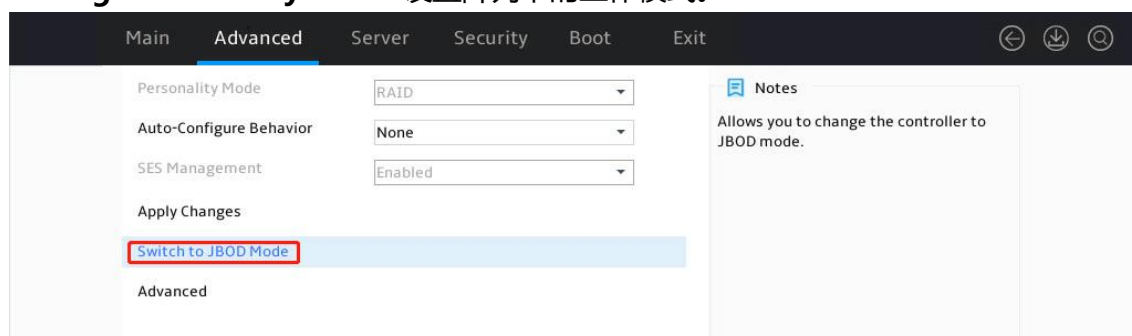 Main Advanced Server Security Boot Exit
Personality Mode RAID
Notes
Auto-Configure Behavior None
Allows you to change the controller to
JBOD mode.
SES Management Enabled
Apply Changes
Switch to JBOD Mode
Advanced